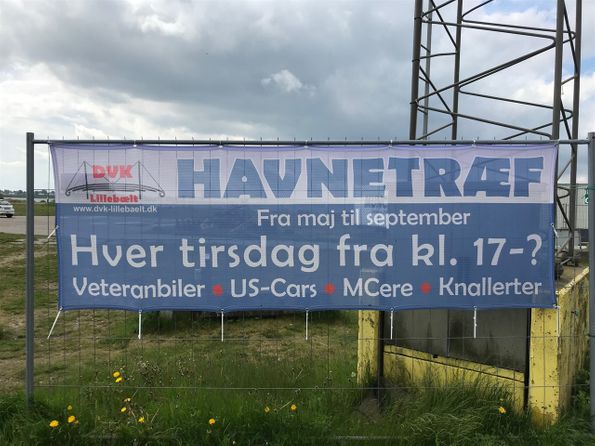 DVK
Lillebælt
www.dvk-lillebaelt.dk
HAVNETRÆF
Fra maj til september
Hver tirsdag fra kl. 17-?
Veteranbiler * US-Cars * MCere * Knallerter